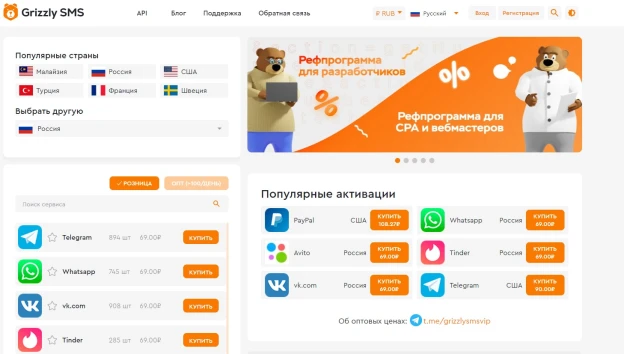 Grizzly SMS
API
Блог
Поддержка
Обратная связь
₽ RUB
Русский
Вход
Регистрация
Популярные страны
Малайзия
Россия
США
Турция
Франция
Швеция
Выбрать другую
Россия
Рефпрограмма
для разработчиков
Рефпрограмма для
CPA и вебмастеров
РОЗНИЦА
Поиск сервиса
Telegram
894 шт
69.00₽
КУПИТЬ
Whatsapp
745 шт
69.00₽
КУПИТЬ
vk.com
908 шт
69.00₽
КУПИТЬ
Tinder
285 шт
69.00₽
КУПИТЬ
Популярные активации
PayPal
США
КУПИТЬ
108.27₽
Whatsapp
Россия
КУПИТЬ
69.00₽
Avito
Россия
КУПИТЬ
69.00₽
Tinder
Россия
КУПИТЬ
69.00₽
vk.com
Россия
КУПИТЬ
69.00₽
Telegram
США
КУПИТЬ
90.00₽
Об оптовых ценах: t.me/grizzlysmsvip